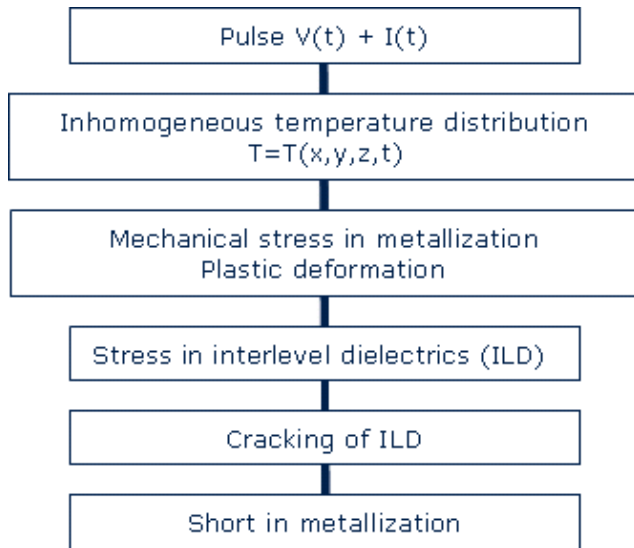 Pulse V(t) + I(t)
Inhomogeneous temperature distribution
T=T(x,y,z,t)
Mechanical stress in metallization
Plastic deformation
Stress in interlevel dielectrics (ILD)
Cracking of ILD
Short in metallization